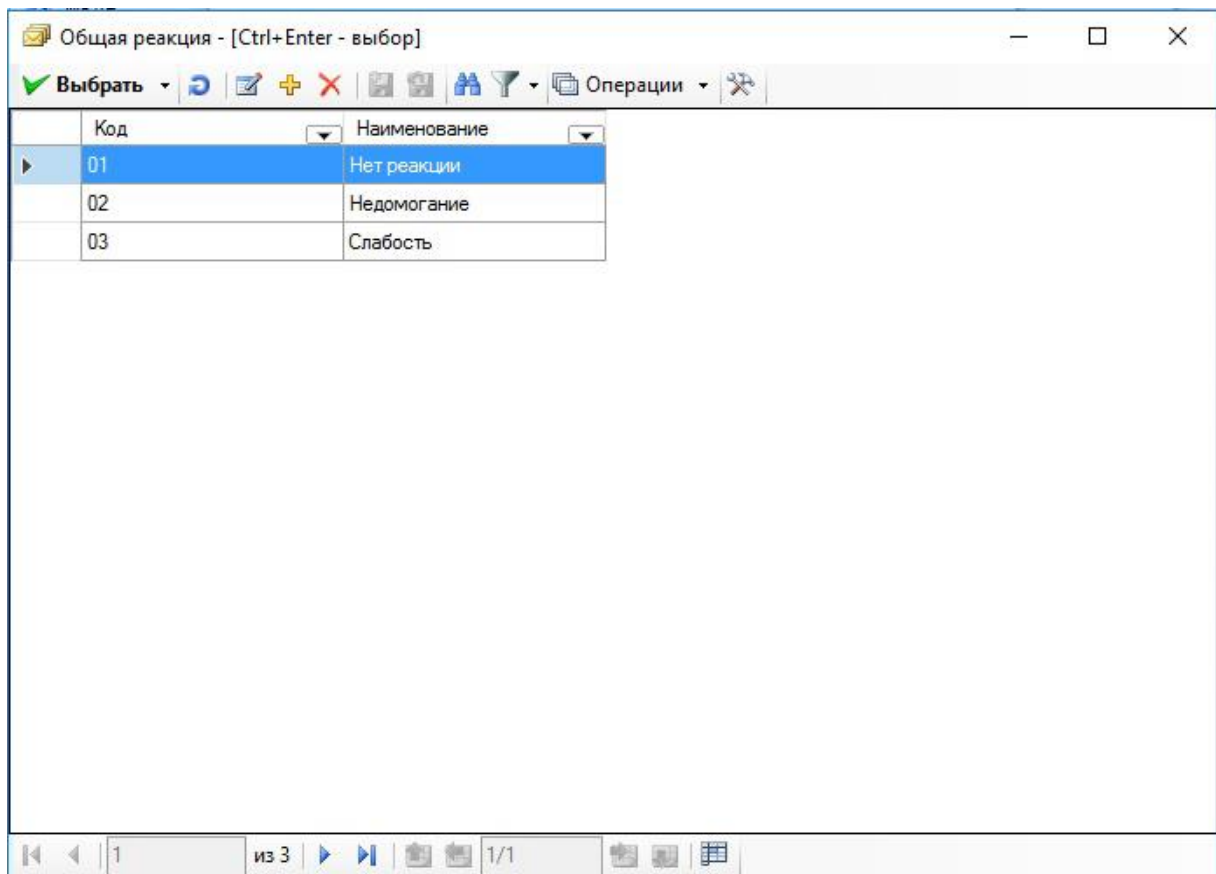 Общая реакция - [Ctrl+Enter - выбор]
Выбрать Операции
Код Наименование
01 Нет реакции
02 Недомогание
03 Слабость
1 из 3 1/1